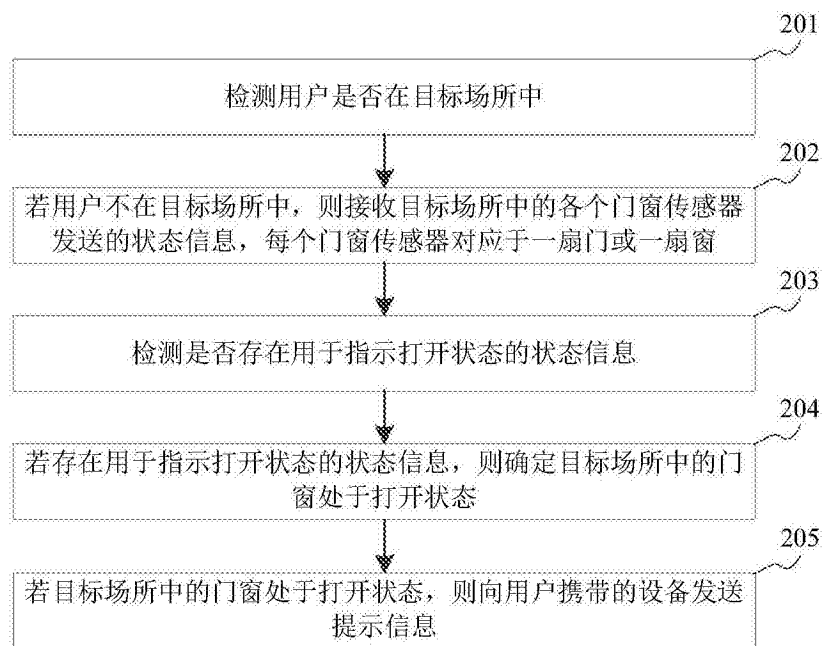 201
检测用户是否在目标场所中
202
若用户不在目标场所中，则接收目标场所中的各个门窗传感器
发送的状态信息，每个门窗传感器对应于一扇门或一扇窗
203
检测是否存在用于指示打开状态的状态信息
204
若存在用于指示打开状态的状态信息，则确定目标场所中的门
窗处于打开状态
205
若目标场所中的门窗处于打开状态，则向用户携带的设备发送
提示信息